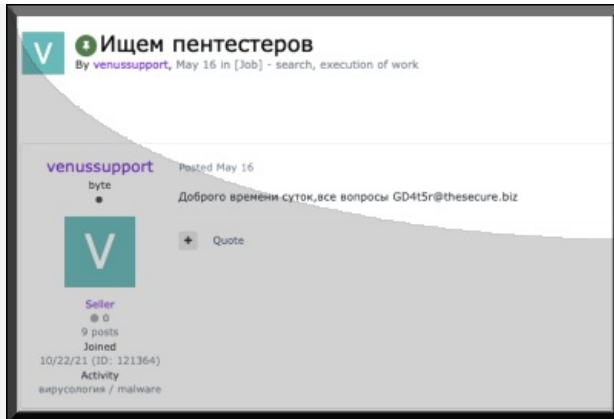 V
Ищем пентестеров
By venussupport, May 16 in [Job] - search, execution of work
venussupport
byte
V
Seller
0
9 posts
Joined
10/22/21 (ID: 121364)
Activity
вирусология / malware
Posted May 16
Доброго времени суток,все вопросы GD4t5r@thesecure.biz
+ Quote